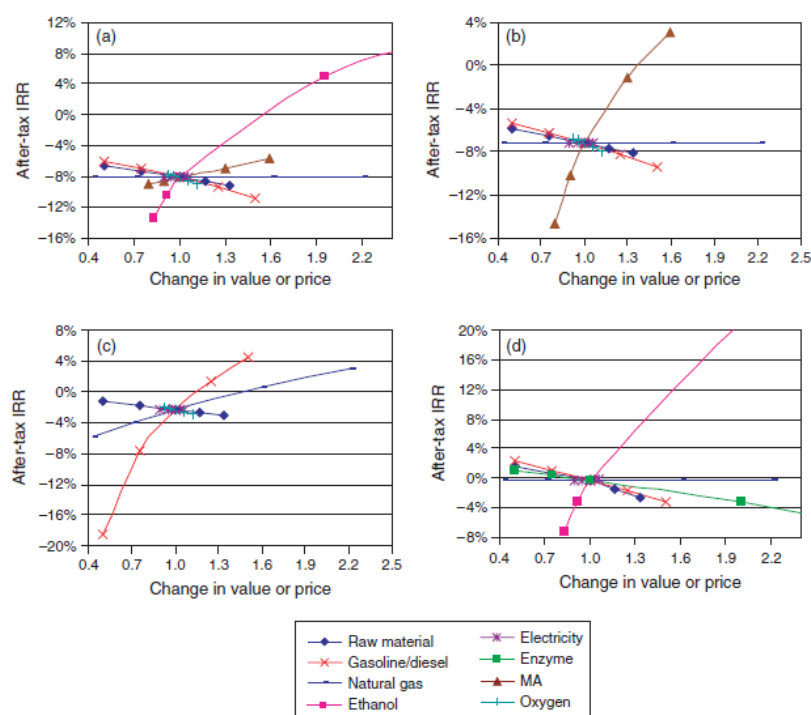 (a)
12%
8%
4%
0%
−4%
−8%
−12%
−16%
After-tax IRR
0.4 0.7 1.0 1.3 1.6 1.9 2.2
Change in value or price
(b)
4%
0%
−4%
−8%
−12%
−16%
After-tax IRR
0.4 0.7 1.0 1.3 1.6 1.9 2.2 2.5
Change in value or price
(c)
8%
4%
0%
−4%
−8%
−12%
−16%
−20%
After-tax IRR
0.4 0.7 1.0 1.3 1.6 1.9 2.2 2.5
Change in value or price
(d)
20%
16%
12%
8%
4%
0%
−4%
−8%
After-tax IRR
0.4 0.7 1.0 1.3 1.6 1.9 2.2
Change in value or price
Raw material
Gasoline/diesel
Natural gas
Ethanol
Electricity
Enzyme
MA
Oxygen